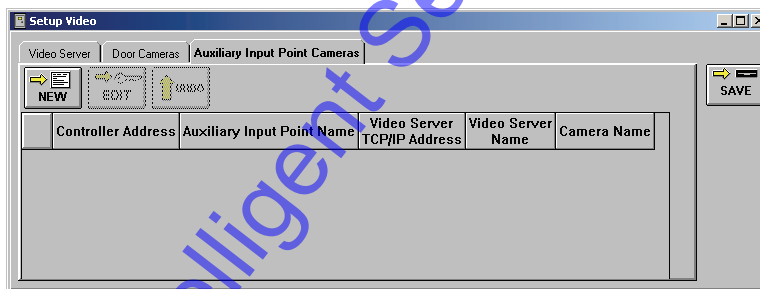 Setup Video
Video Server
Door Cameras
Auxiliary Input Point Cameras
NEW
EDIT
UNDO
SAVE
Controller Address
Auxiliary Input Point Name
Video Server
TCP/IP Address
Video Server
Name
Camera Name